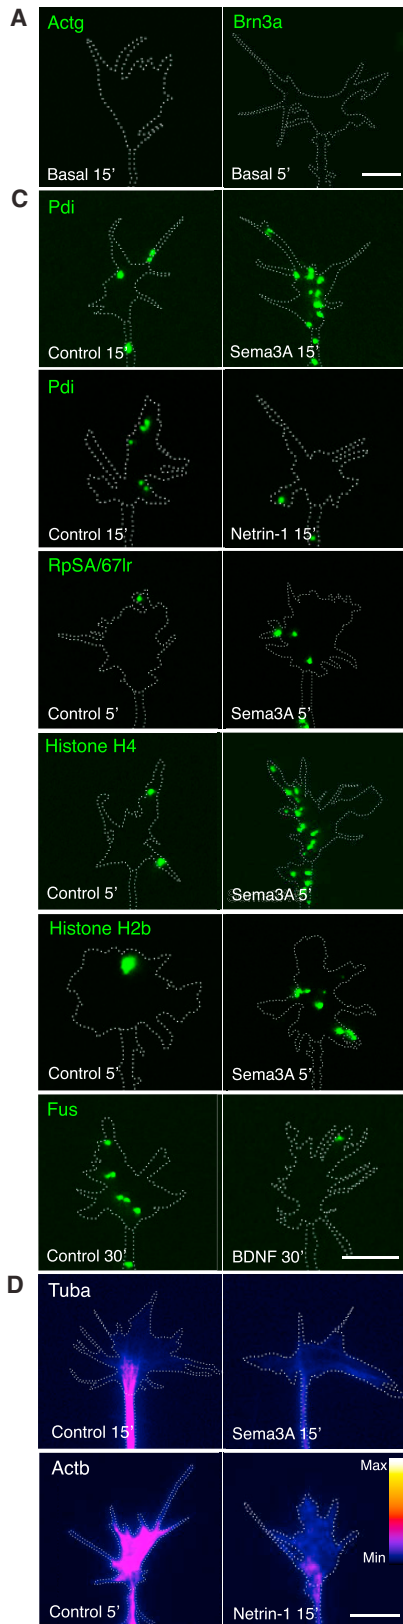 A
Actg
Brn3a
Basal 15’
Basal 5’
C
Pdi
Control 15’
Sema3A 15’
Pdi
Control 15’
Netrin-1 15’
RpSA/67lr
Control 5’
Sema3A 5’
Histone H4
Control 5’
Sema3A 5’
Histone H2b
Control 5’
Sema3A 5’
Fus
Control 30’
BDNF 30’
D
Tuba
Control 15’
Sema3A 15’
Actb
Max
Min
Control 5’
Netrin-1 15’